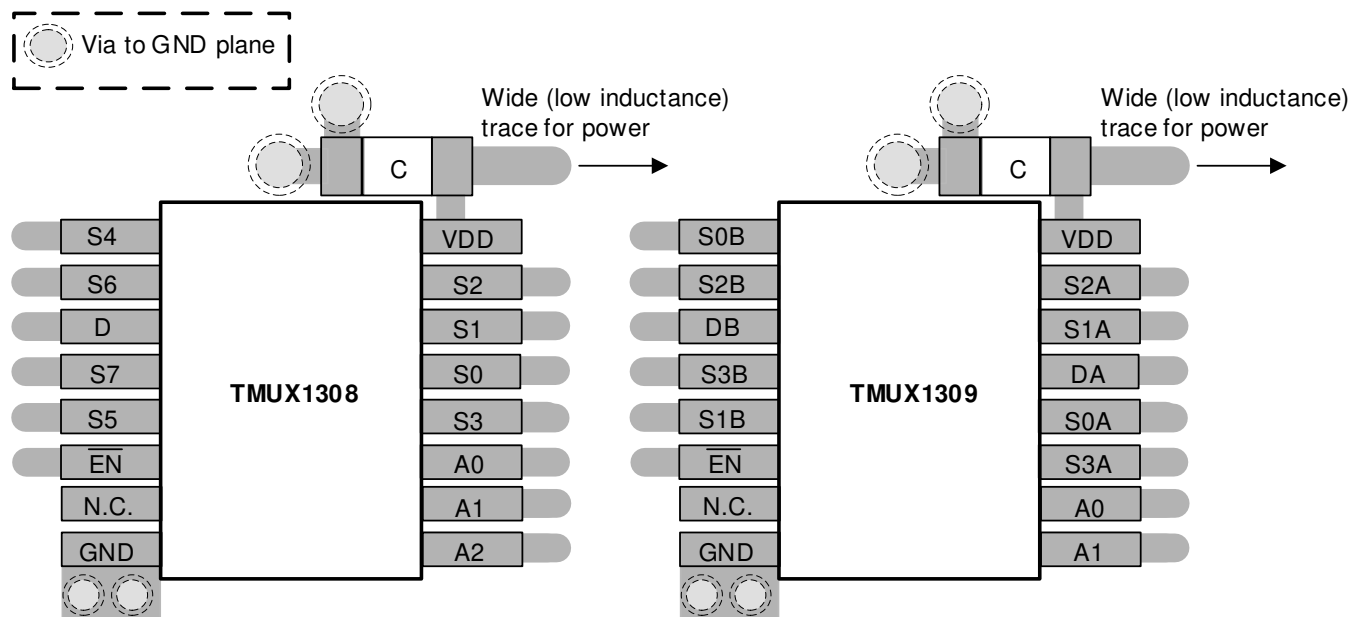 Via to GND plane
Wide (low inductance)
trace for power
C
S4
S6
D
S7
S5
EN
N.C.
GND
TMUX1308
VDD
S2
S1
S0
S3
A0
A1
A2
Wide (low inductance)
trace for power
C
S0B
S2B
DB
S3B
S1B
EN
N.C.
GND
TMUX1309
VDD
S2A
S1A
DA
S0A
S3A
A0
A1